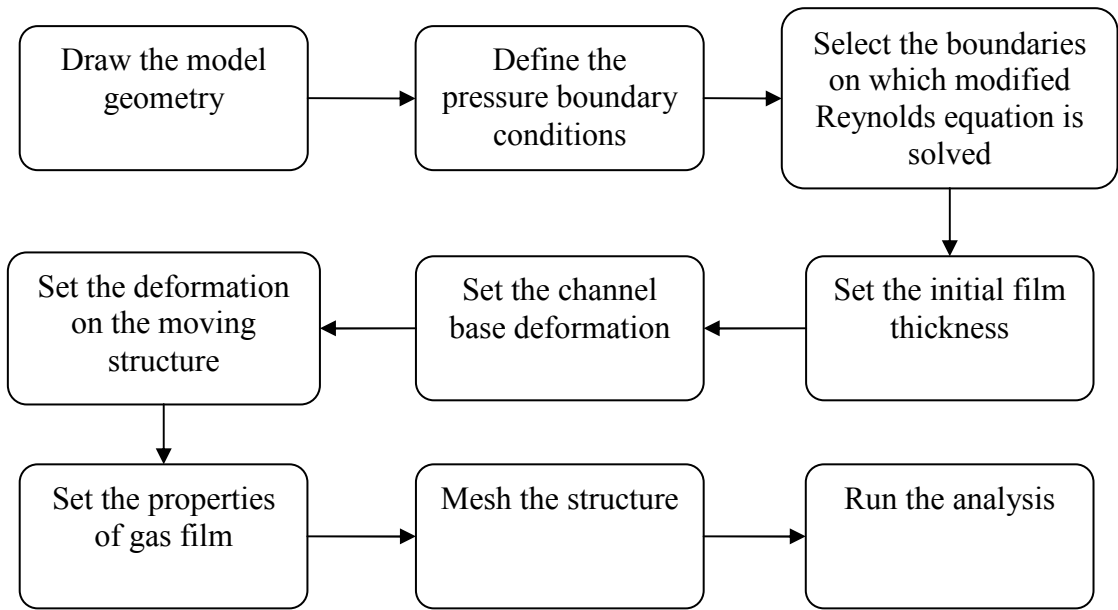 Draw the model
geometry
Define the
pressure boundary
conditions
Select the boundaries
on which modified
Reynolds equation is
solved
Set the initial film
thickness
Set the channel
base deformation
Set the deformation
on the moving
structure
Set the properties
of gas film
Mesh the structure
Run the analysis